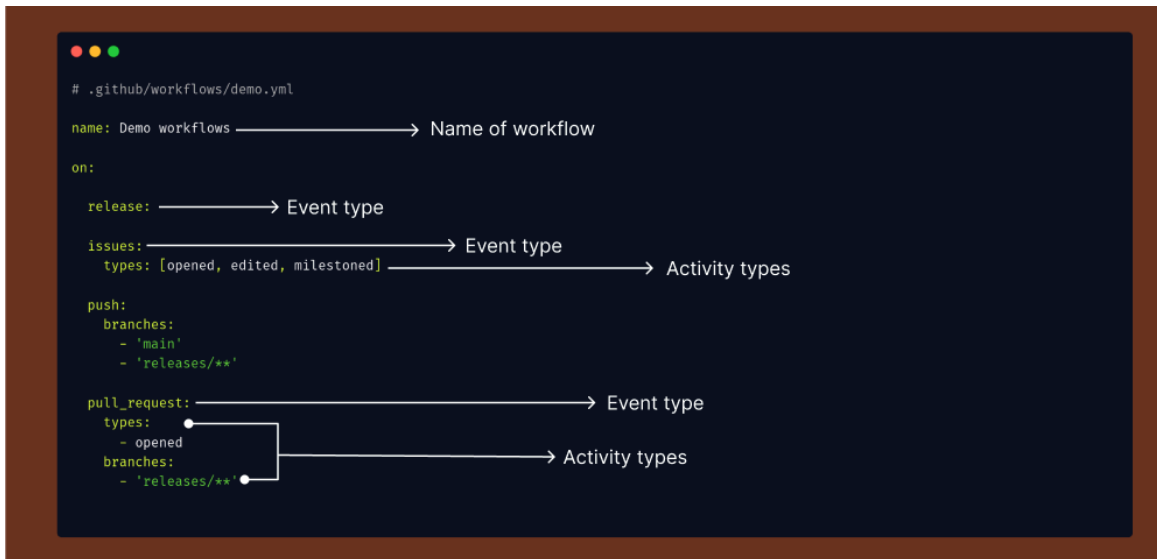 # .github/workflows/demo.yml
name: Demo workflows
Name of workflow
on:
release:
Event type
issues:
Event type
types: [opened, edited, milestoned]
Activity types
push:
branches:
- 'main'
- 'releases/**'
pull_request:
Event type
types:
- opened
Activity types
branches:
- 'releases/**'